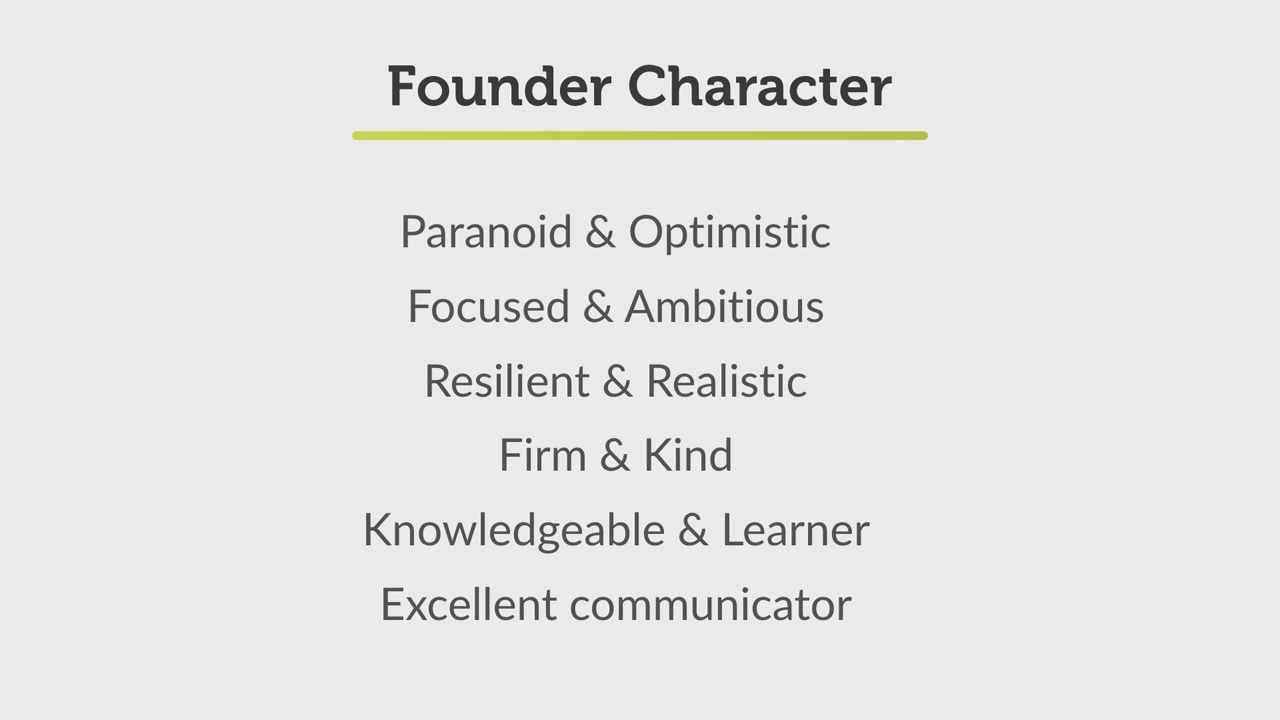 Founder Character
Paranoid & Optimistic
Focused & Ambitious
Resilient & Realistic
Firm & Kind
Knowledgeable & Learner
Excellent communicator